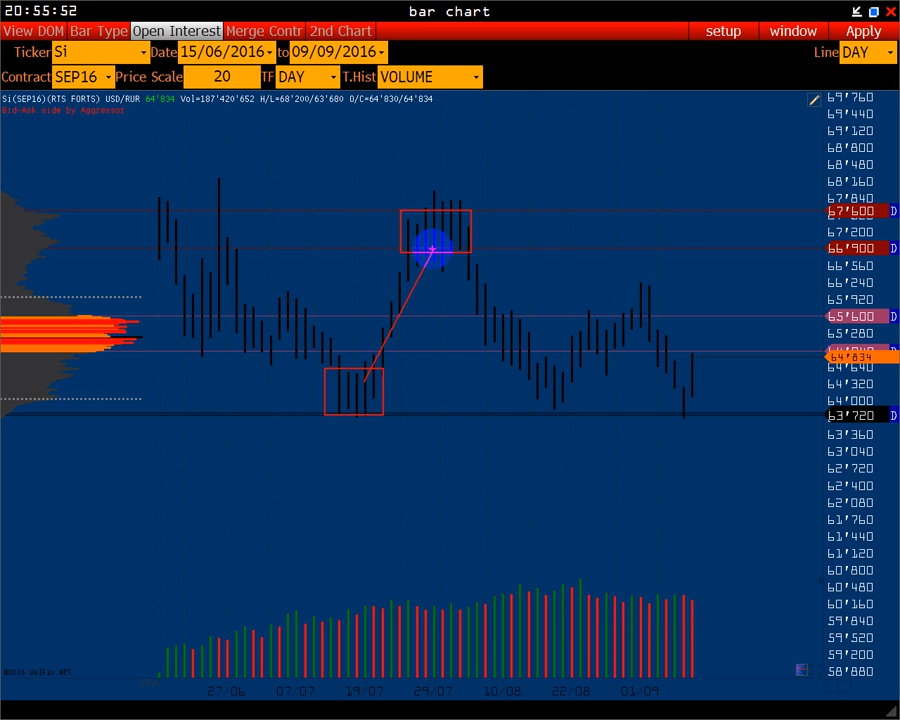 20:55:52 bar chart
View DOM Bar Type Open Interest Merge Contr 2nd Chart setup window Apply
Ticker Si Date 15/06/2016 to 09/09/2016 Line DAY
Contract SEP16 Price Scale 20 TF DAY T.Hist VOLUME
Si(SEP16)(RTS FORTS) USD/RUR 64'834 Vol=187'420'652 H/L=68'200/63'680 O/C=64'830/64'834
Bid-Ask side by Aggressor
69'760
69'440
69'120
68'800
68'480
68'160
67'840
67'600 D
67'200
66'900 D
66'560
66'240
65'920
65'600 D
65'280
D
64'834
64'640
64'320
64'000
63'720 D
63'360
63'040
62'720
62'400
62'080
61'760
61'440
61'120
60'800
60'480
60'160
59'840
59'520
59'200
58'880
©2016 VolFix.NET
27/06 07/07 19/07 29/07 10/08 22/08 01/09